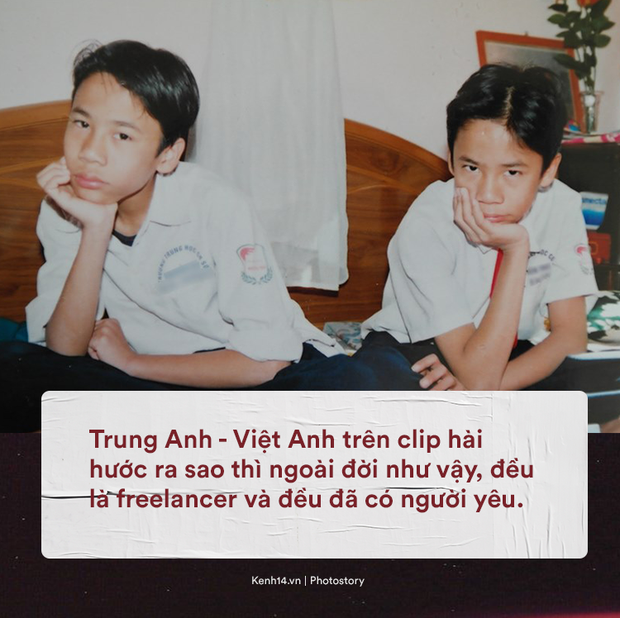 Trung Anh - Việt Anh trên clip hài
hước ra sao thì ngoài đời như vậy, đều
là freelancer và đều đã có người yêu.
Kenh14.vn | Photostory